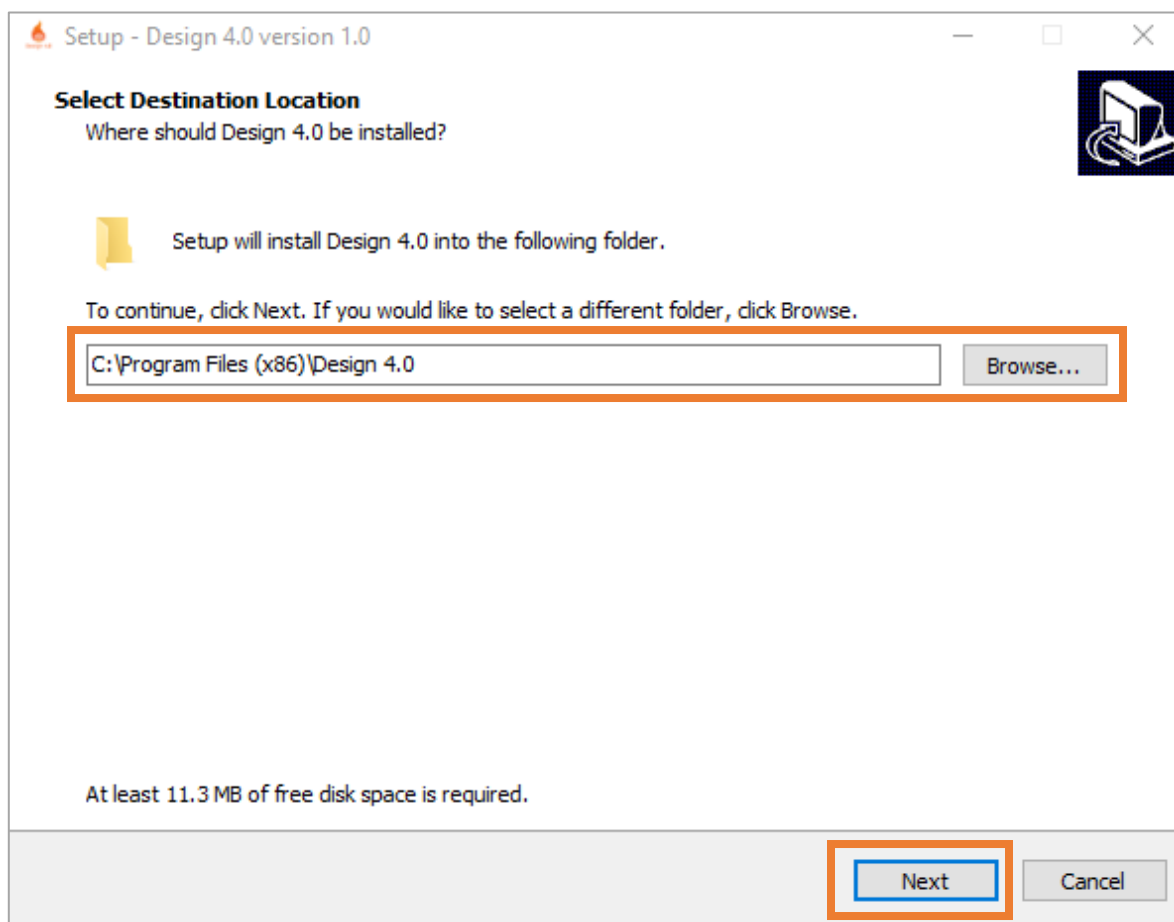 Setup - Design 4.0 version 1.0
Select Destination Location
Where should Design 4.0 be installed?
Setup will install Design 4.0 into the following folder.
To continue, click Next. If you would like to select a different folder, click Browse.
C:\Program Files (x86)\Design 4.0
Browse...
At least 11.3 MB of free disk space is required.
Next
Cancel